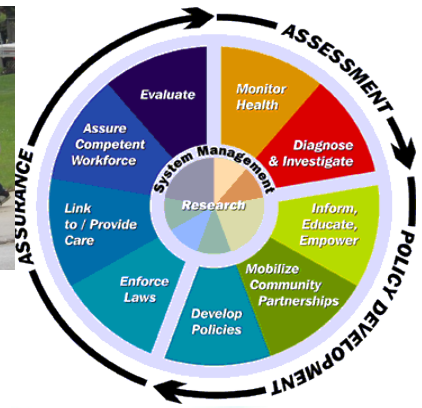 ASSESSMENT
POLICY DEVELOPMENT
ASSURANCE
Monitor
Health
Diagnose
& Investigate
Inform,
Educate,
Empower
Mobilize
Community
Partnerships
Develop
Policies
Enforce
Laws
Link
to / Provide
Care
Assure
Competent
Workforce
Evaluate
System Management
Research